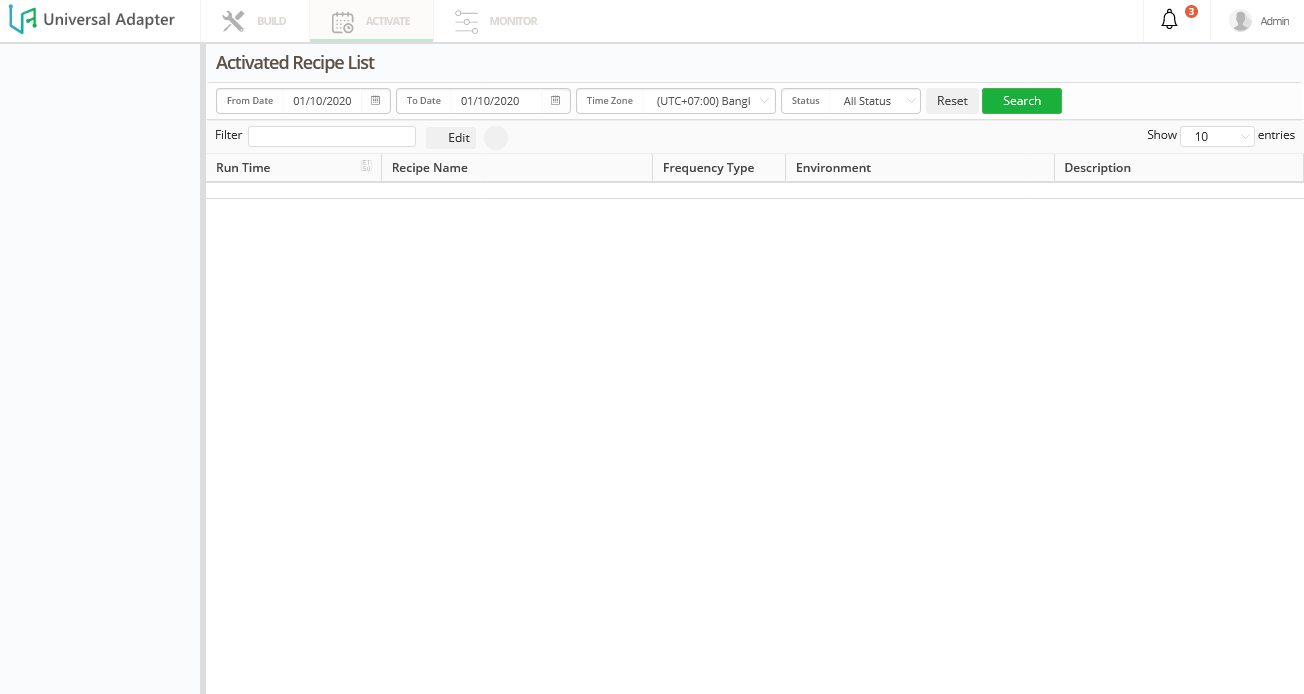 Universal Adapter BUILD ACTIVATE MONITOR 3 Admin
Activated Recipe List
From Date 01/10/2020 To Date 01/10/2020 Time Zone (UTC+07:00) Bangl Status All Status Reset Search
Filter Edit Show 10 entries
Run Time Recipe Name Frequency Type Environment Description